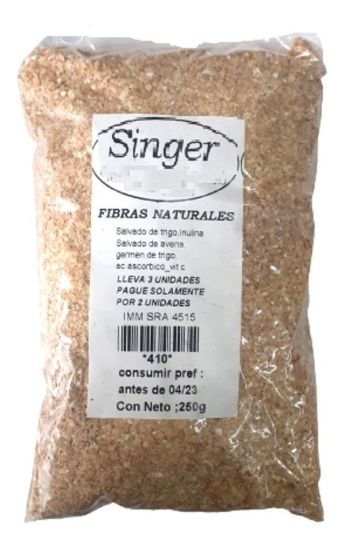 Singer
FIBRAS NATURALES
Salvado de trigo,Inulina
Salvado de avena,
germen de trigo,
ac.ascorbico_vit c
LLEVA 3 UNIDADES
PAGUE SOLAMENTE
POR 2 UNIDADES
IMM SRA 4515
*410*
consumir pref :
antes de 04/23
Con Neto ;250g